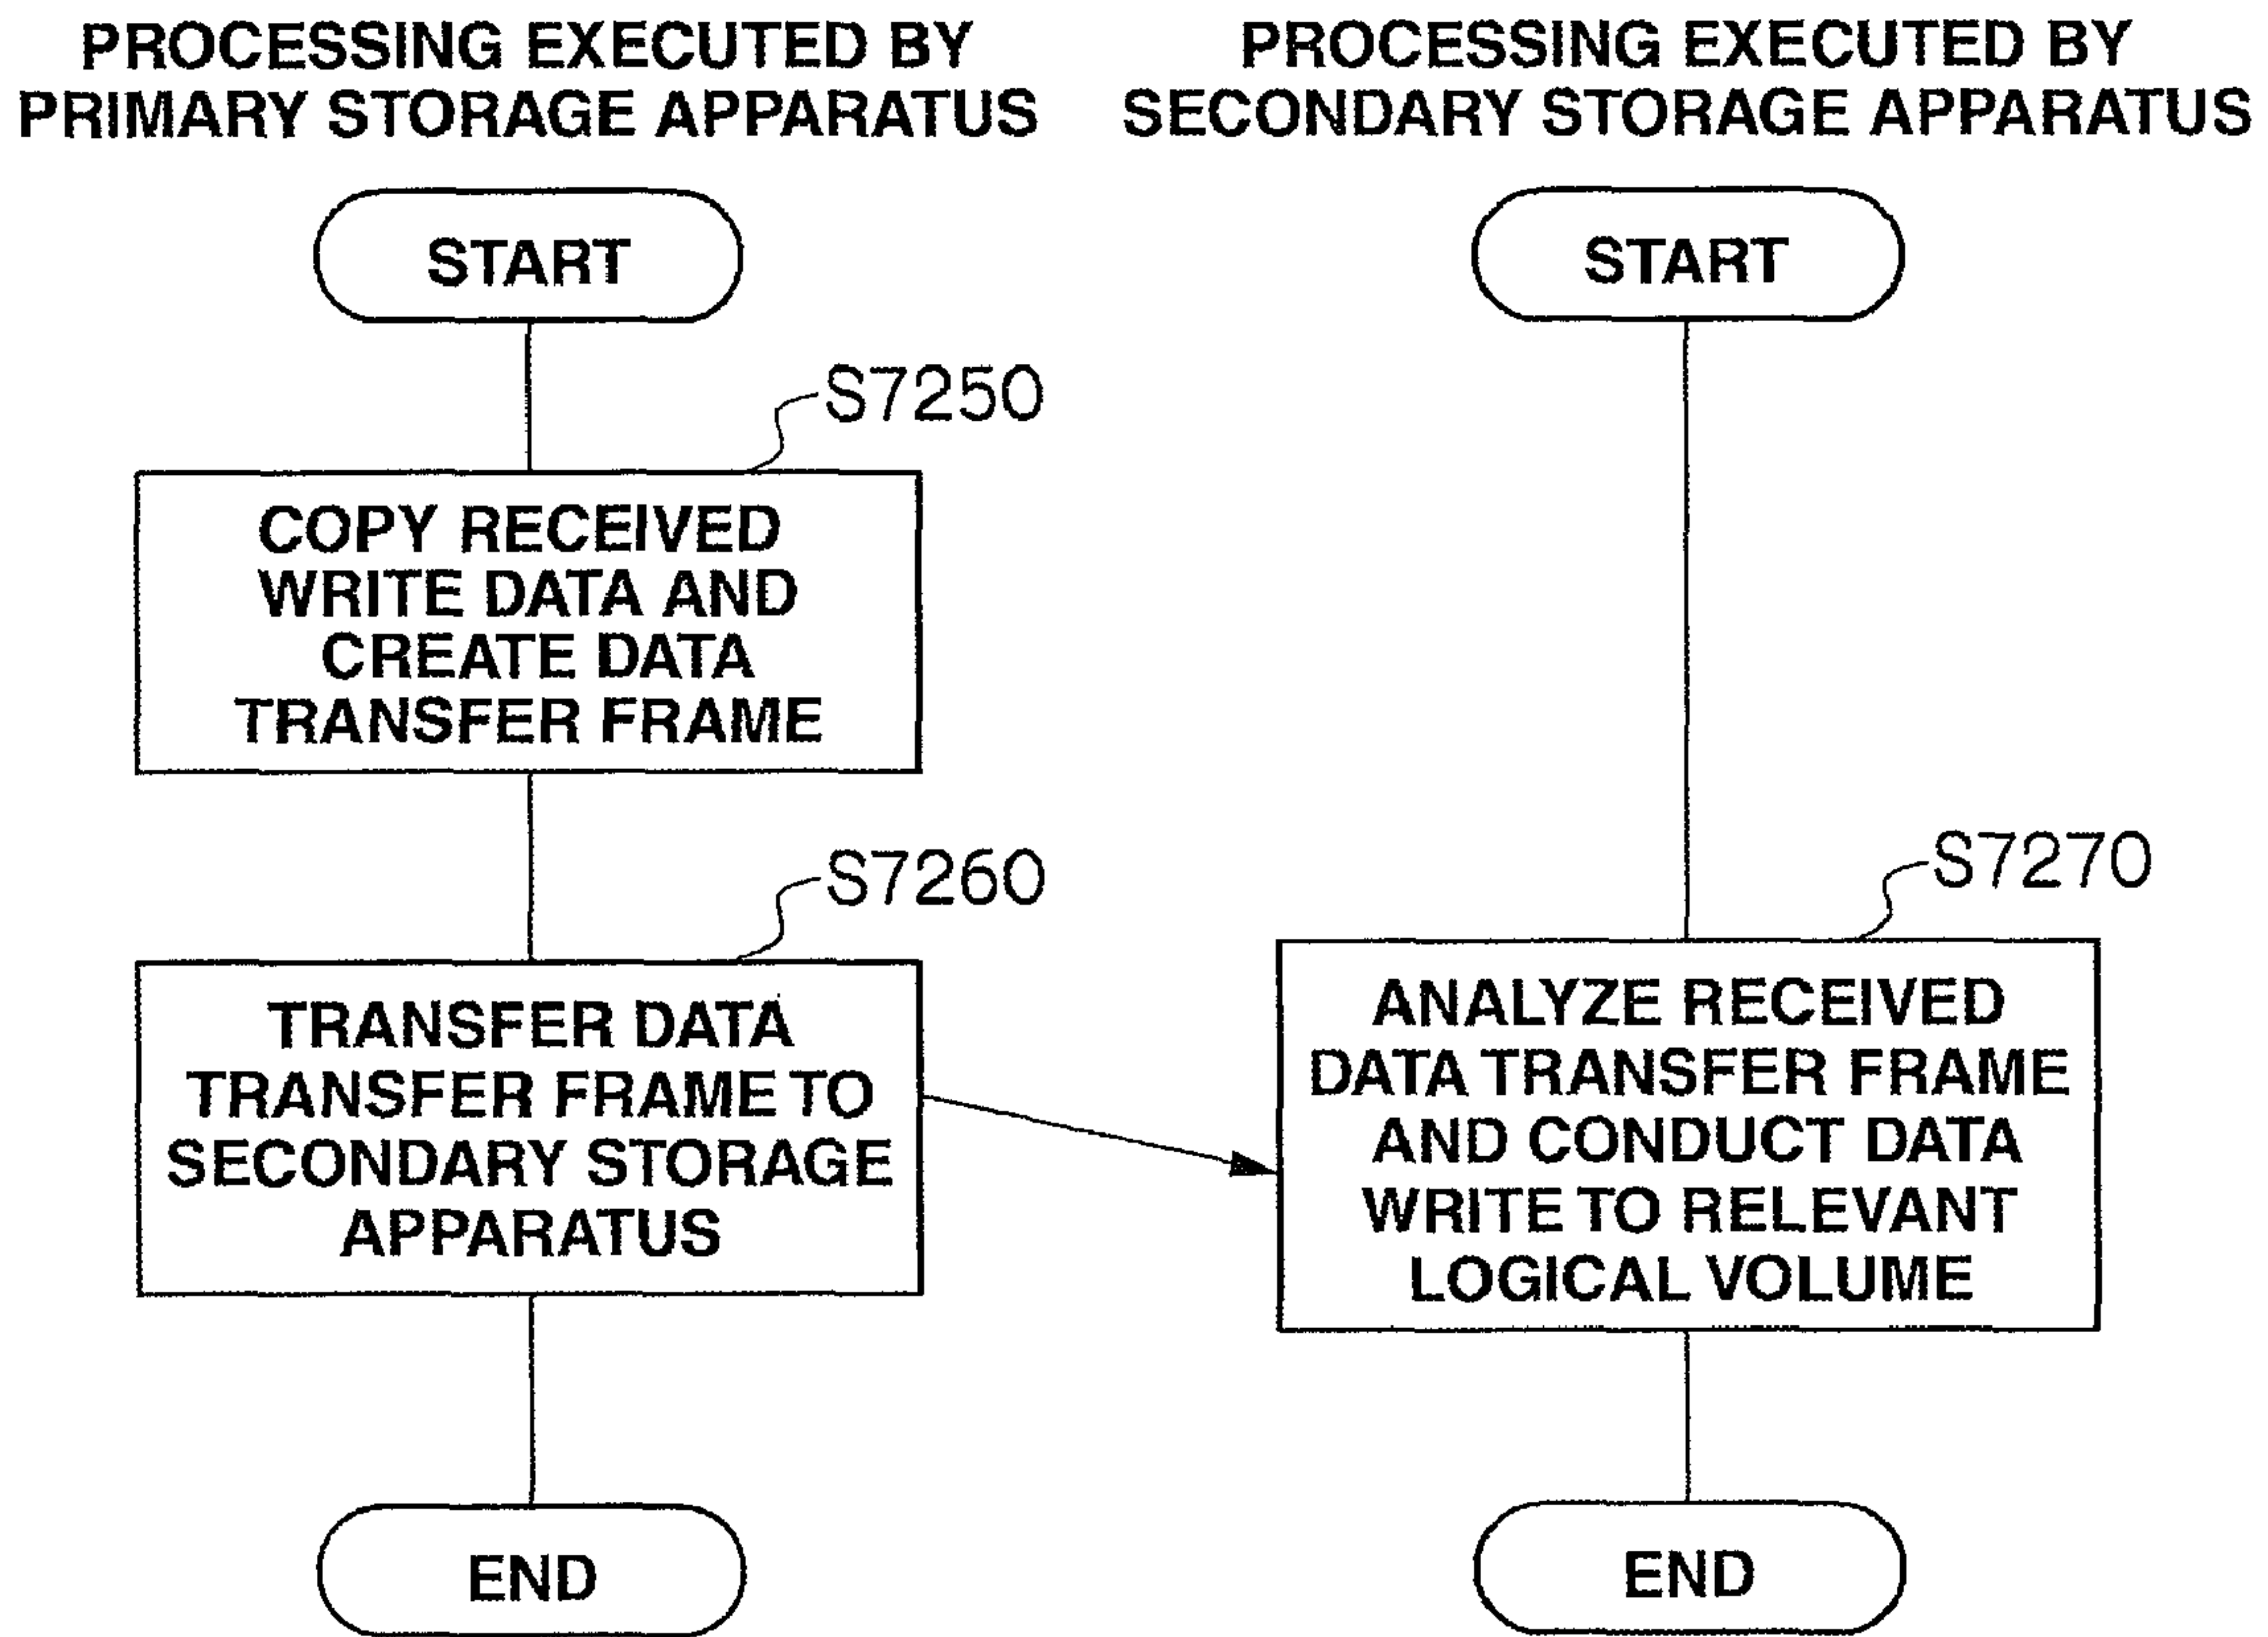 PROCESSING EXECUTED BY
PRIMARY STORAGE APPARATUS
START
S7250
COPY RECEIVED
WRITE DATA AND
CREATE DATA
TRANSFER FRAME
S7260
TRANSFER DATA
TRANSFER FRAME TO
SECONDARY STORAGE
APPARATUS
END
PROCESSING EXECUTED BY
SECONDARY STORAGE APPARATUS
START
S7270
ANALYZE RECEIVED
DATA TRANSFER FRAME
AND CONDUCT DATA
WRITE TO RELEVANT
LOGICAL VOLUME
END